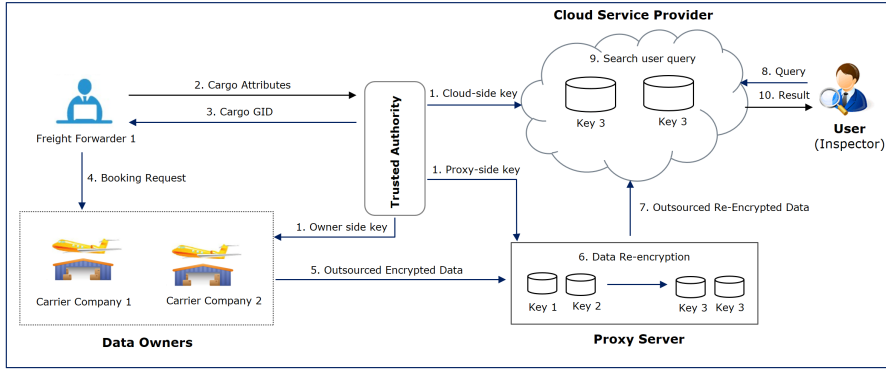 Cloud Service Provider
9. Search user query
Key 3
Key 3
8. Query
10. Result
User
(Inspector)
2. Cargo Attributes
3. Cargo GID
Freight Forwarder 1
Trusted Authority
1. Cloud-side key
1. Proxy-side key
4. Booking Request
1. Owner side key
7. Outsourced Re-Encrypted Data
Carrier Company 1
Carrier Company 2
5. Outsourced Encrypted Data
6. Data Re-encryption
Key 1
Key 2
Key 3
Key 3
Data Owners
Proxy Server